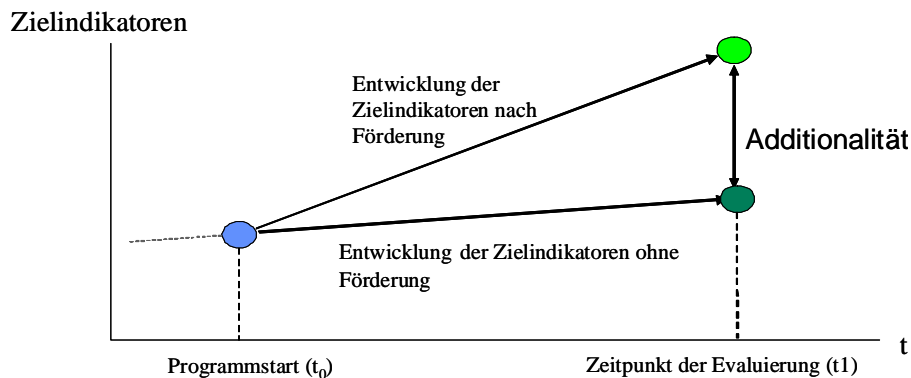 Zielindikatoren
Entwicklung der
Zielindikatoren nach
Förderung
Additionalität
Entwicklung der Zielindikatoren ohne
Förderung
t
Programmstart (t₀)
Zeitpunkt der Evaluierung (t1)